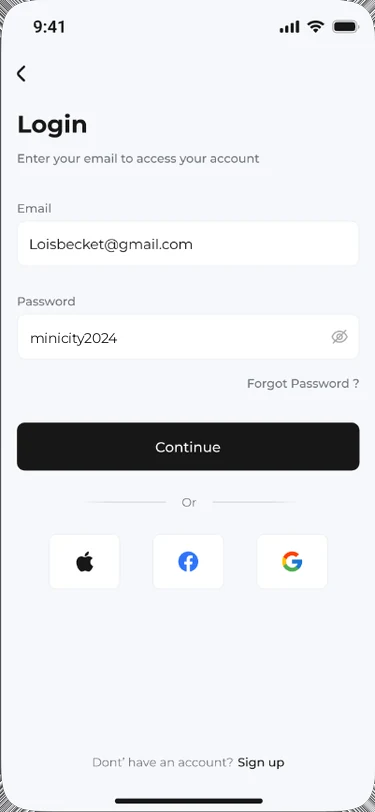 9:41
Login
Enter your email to access your account
Email
Loisbecket@gmail.com
Password
minicity2024
Forgot Password ?
Continue
Or
Dont’ have an account? Sign up